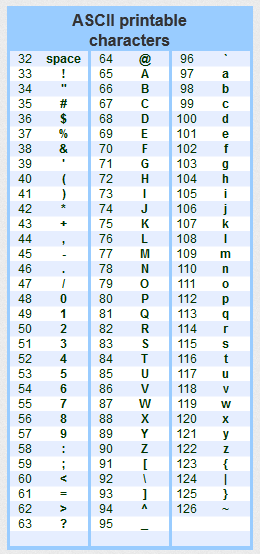 ASCII printable
characters
32 space 64 @ 96 `
33 ! 65 A 97 a
34 " 66 B 98 b
35 # 67 C 99 c
36 $ 68 D 100 d
37 % 69 E 101 e
38 & 70 F 102 f
39 ' 71 G 103 g
40 ( 72 H 104 h
41 ) 73 I 105 i
42 * 74 J 106 j
43 + 75 K 107 k
44 , 76 L 108 l
45 - 77 M 109 m
46 . 78 N 110 n
47 / 79 O 111 o
48 0 80 P 112 p
49 1 81 Q 113 q
50 2 82 R 114 r
51 3 83 S 115 s
52 4 84 T 116 t
53 5 85 U 117 u
54 6 86 V 118 v
55 7 87 W 119 w
56 8 88 X 120 x
57 9 89 Y 121 y
58 : 90 Z 122 z
59 ; 91 [ 123 {
60 < 92 \ 124 |
61 = 93 ] 125 }
62 > 94 ^ 126 ~
63 ? 95 _